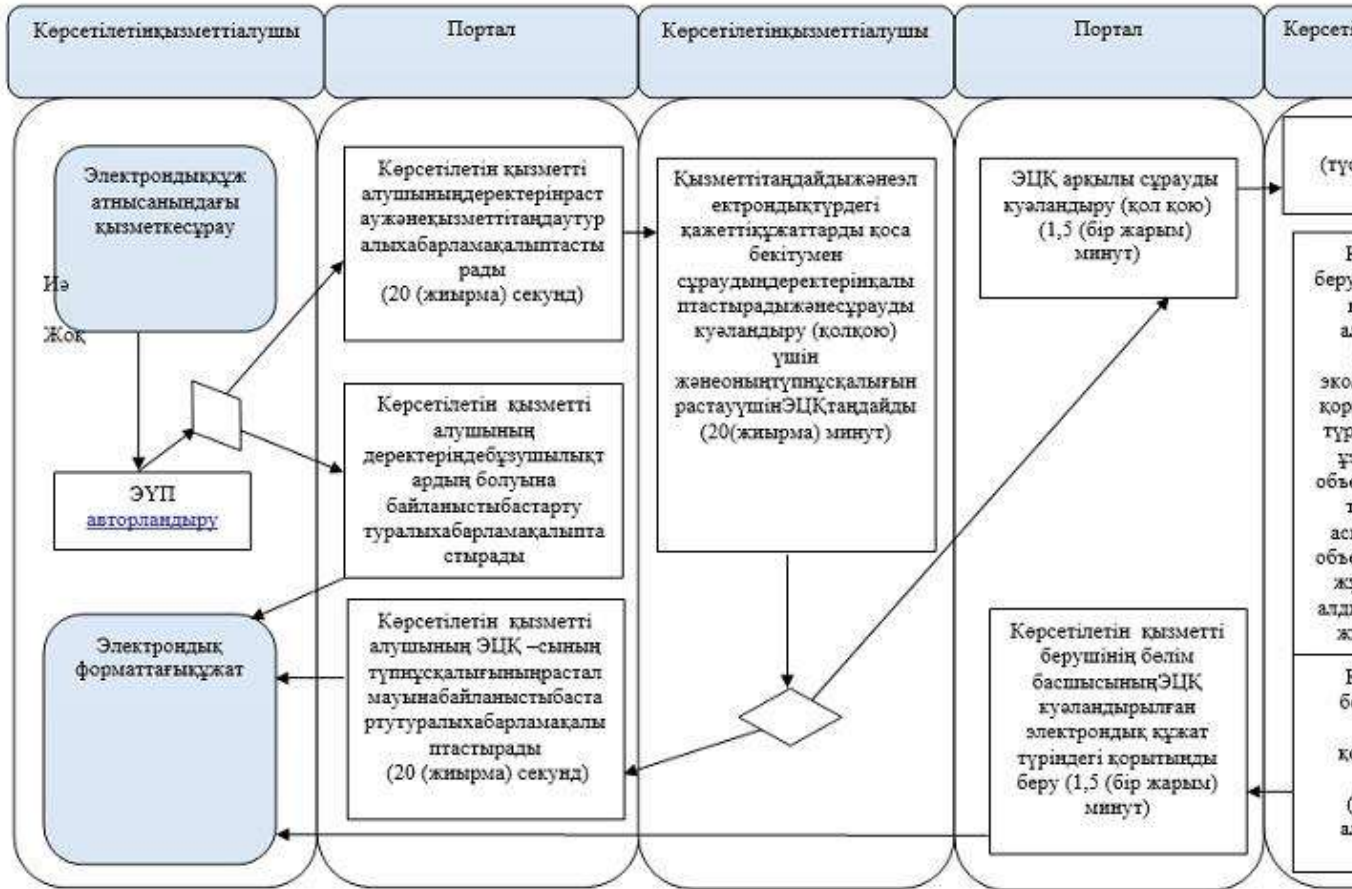 Көрсетілетінқызметтіалушы
Портал
Көрсетілетінқызметтіалушы
Портал
Электрондыққұж
атнысанындағы
қызметкесұрау
Иә
Жоқ
ЭҮП
авторландыру
Электрондық
форматтағықұжат
Көрсетілетін қызметті
алушыныңдеректерінраст
аужәнеқызметтітаңдаутур
алыхабарламақалыптасты
рады
(20 (жиырма) секунд)
Көрсетілетін қызметті
алушының
деректеріндебұзушылықт
ардың болуына
байланыстыбастарту
туралыхабарламақалыпта
стырады
Көрсетілетін қызметті
алушының ЭЦҚ –сының
түпнұсқалығыныңрастал
мауынабайланыстыбаста
ртутуралыхабарламақалы
птастырады
(20 (жиырма) секунд)
Қызметтітаңдайдыжәнеэл
ектрондықтүрдегі
қажеттіқұжаттарды қоса
бекітумен
сұраудыңдеректерінқалы
птастырадыжәнесұрауды
куәландыру (қолқою)
үшін
жәнеоныңтүпнұсқалығын
растауүшінЭЦҚтаңдайды
(20(жиырма) минут)
ЭЦҚ арқылы сұрауды
куәландыру (қол қою)
(1,5 (бір жарым)
минут)
Көрсетілетін қызметті
берушінің бөлім
басшысыныңЭЦҚ
куәландырылған
электрондық құжат
түріндегі қорытынды
беру (1,5 (бір жарым)
минут)